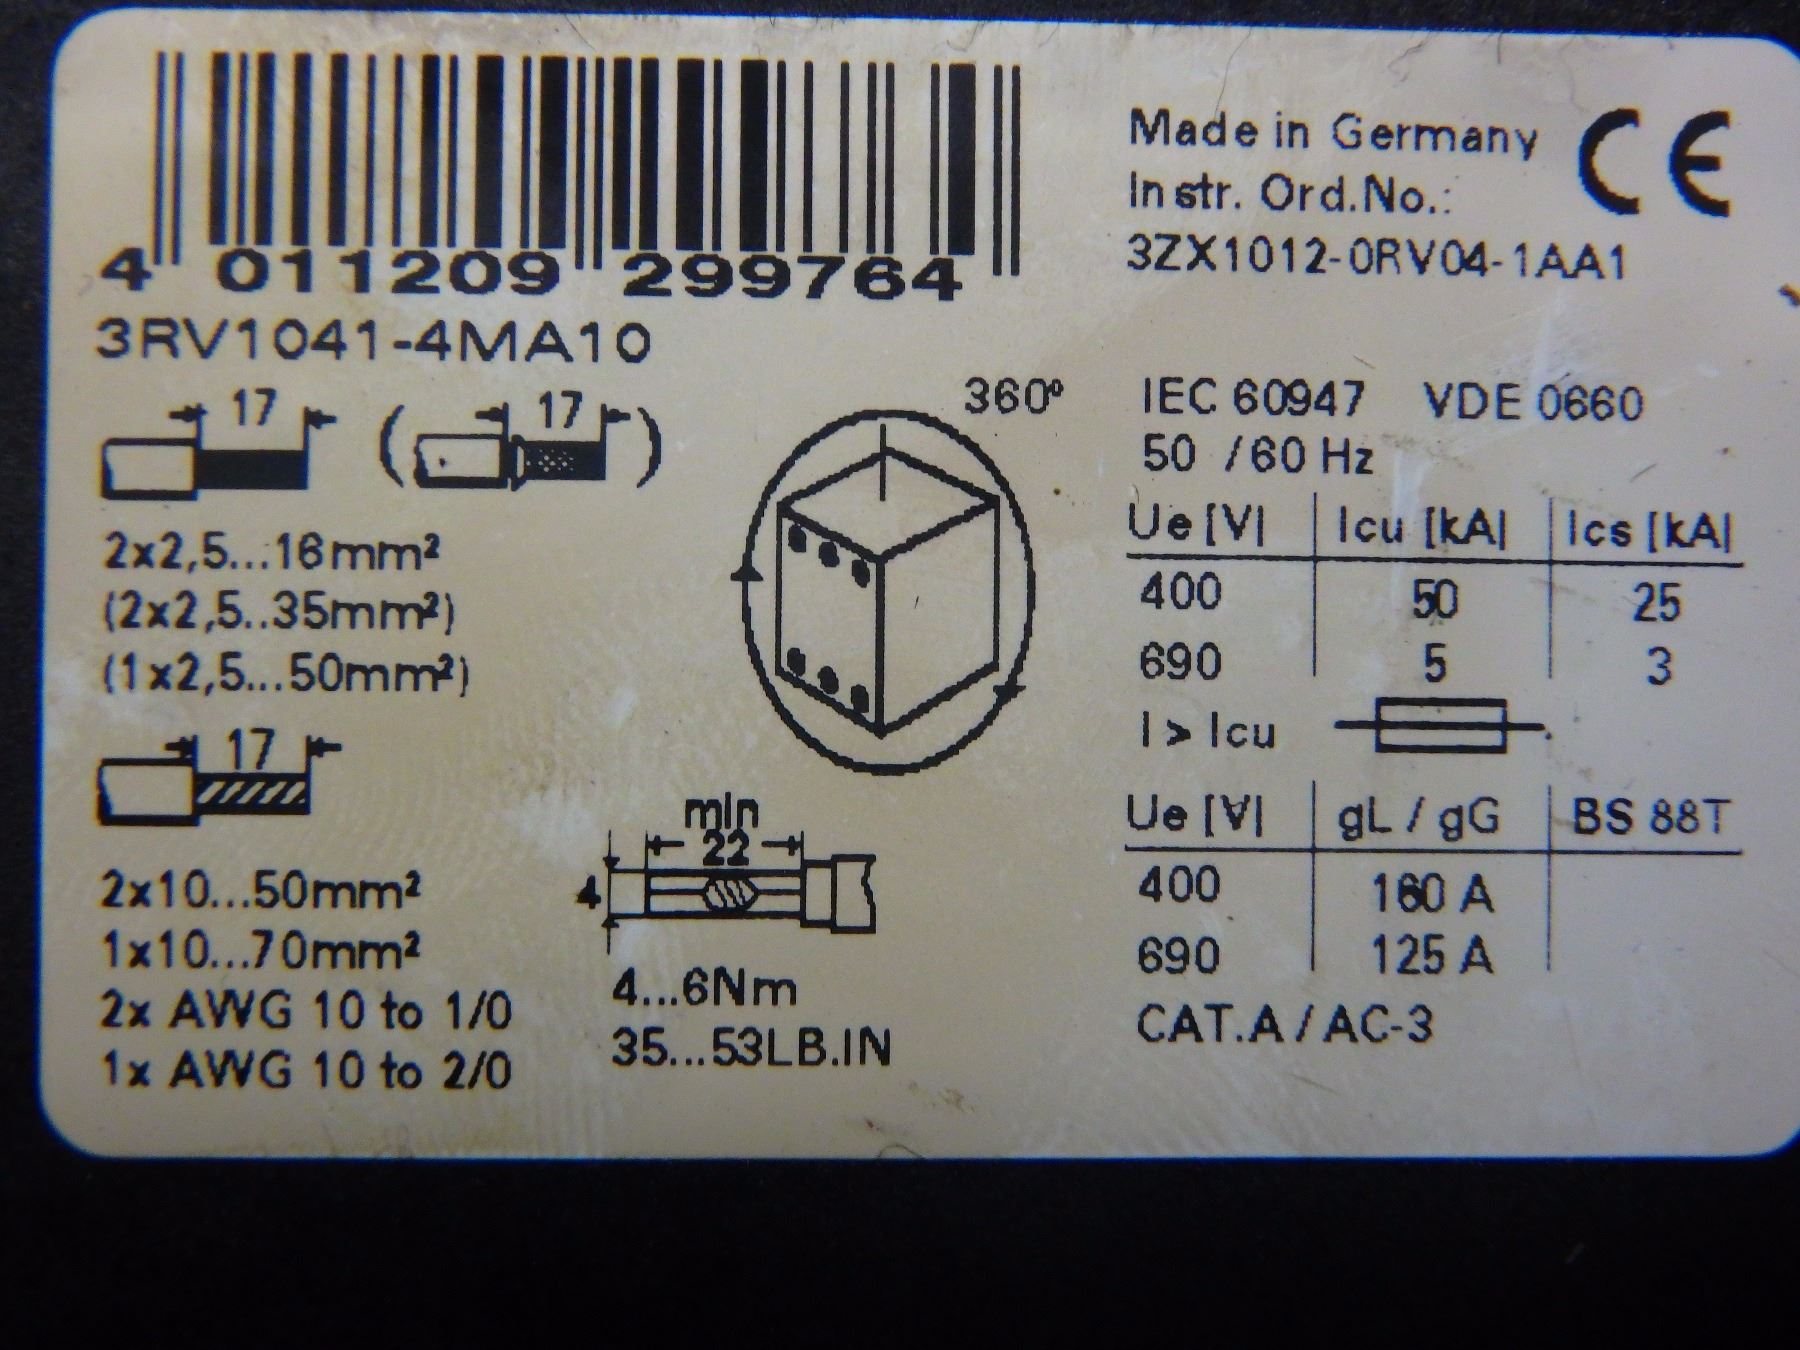 4 011209 299764
3RV1041-4MA10
17
17
2x2,5...16mm²
(2x2,5..35mm²)
(1x2,5...50mm²)
17
2x10...50mm²
1x10...70mm²
2x AWG 10 to 1/0
1x AWG 10 to 2/0
360°
min
22
4
4...6Nm
35...53LB.IN
Made in Germany
CE
Instr. Ord.No.:
3ZX1012-0RV04-1AA1
IEC 60947 VDE 0660
50 /60 Hz
Ue [V] Icu [kA] Ics [kA]
400 50 25
690 5 3
I > Icu
Ue [V] gL / gG BS 88T
400 160 A
690 125 A
CAT.A / AC-3